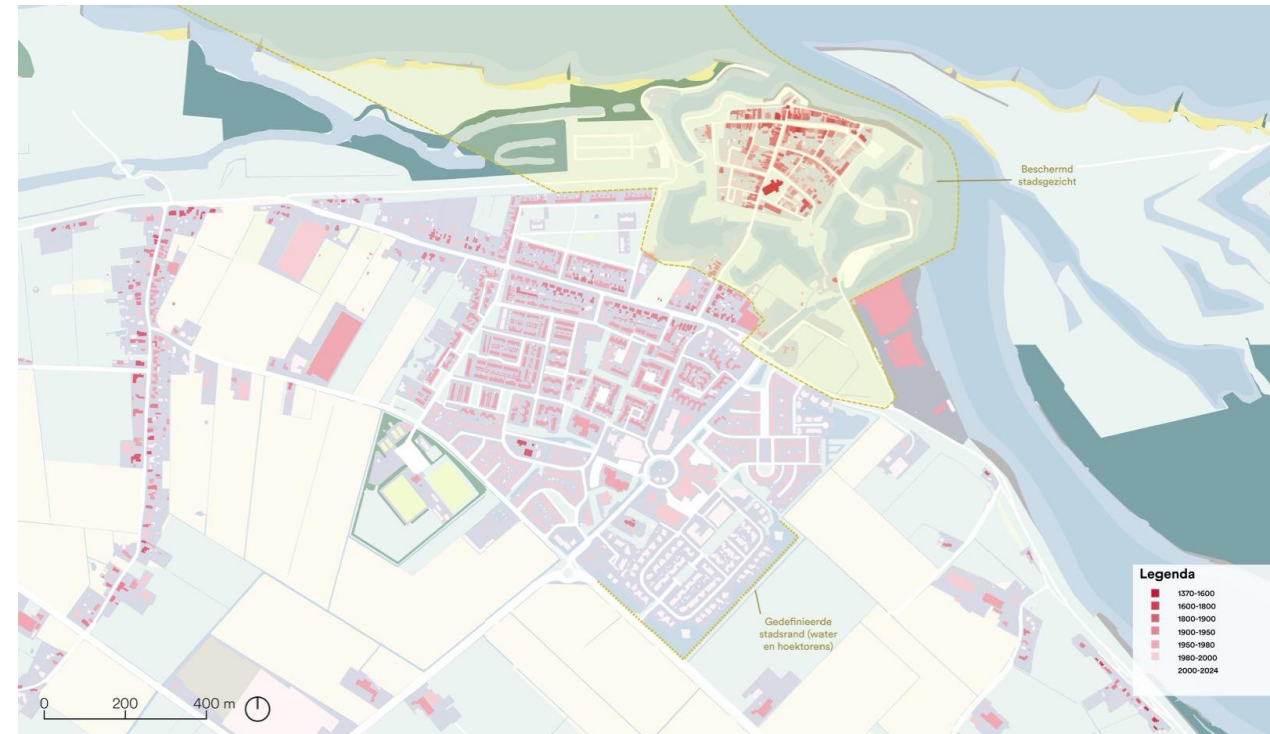 Beschermd
stadsgezicht
Gedefinieerde
stadsrand (water
en hoektorens)
Legenda
1370-1600
1600-1800
1800-1900
1900-1950
1950-1980
1980-2000
2000-2024
0 200 400 m